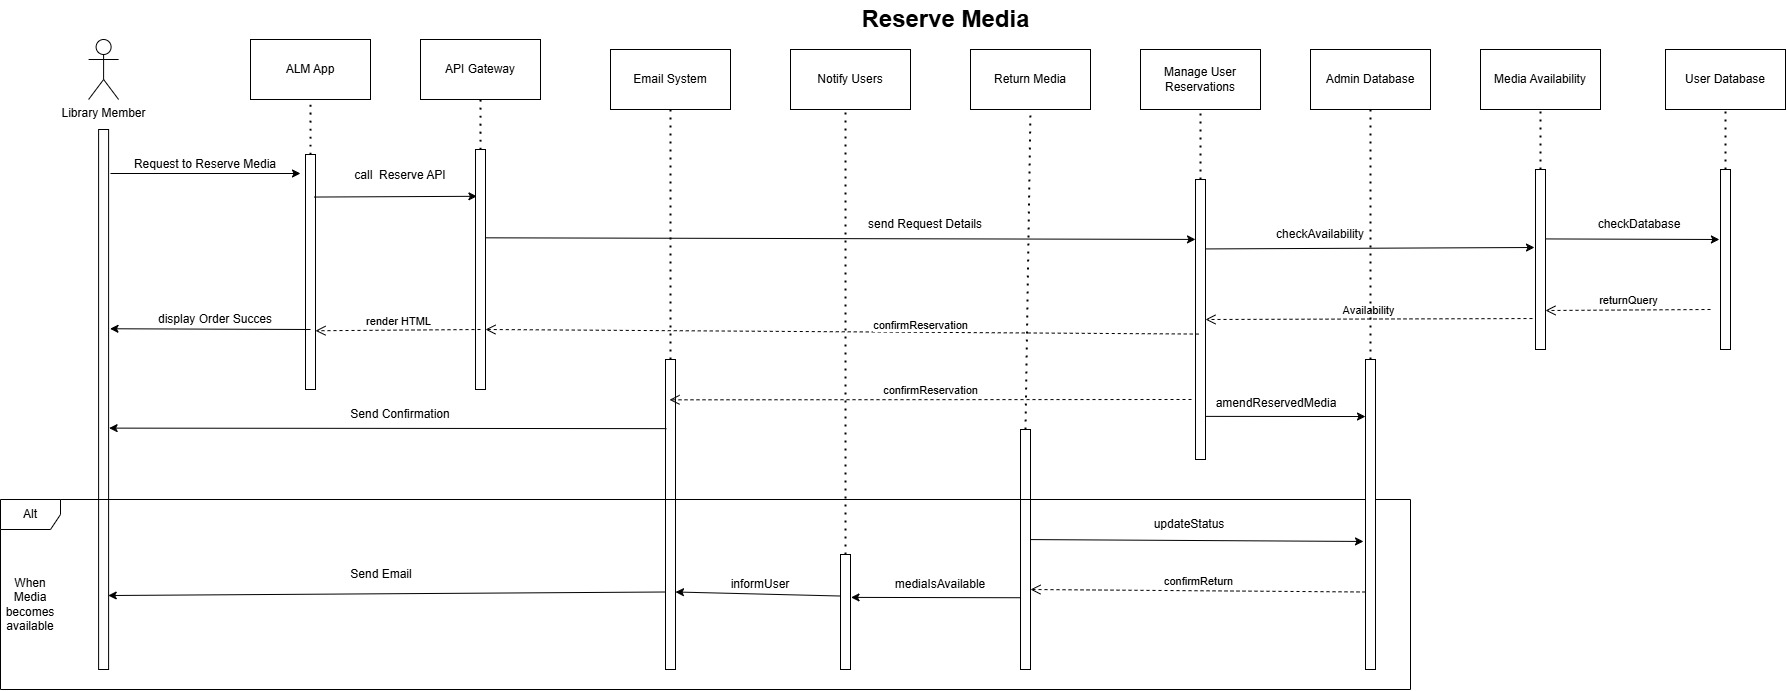 Reserve Media
Library Member
ALM App
API Gateway
Email System
Notify Users
Return Media
Manage User
Reservations
Admin Database
Media Availability
User Database
Request to Reserve Media
call  Reserve API
send Request Details
checkAvailability
checkDatabase
returnQuery
Availability
confirmReservation
render HTML
display Order Succes
confirmReservation
amendReservedMedia
Send Confirmation
Alt
updateStatus
When
Media
becomes
available
confirmReturn
mediaIsAvailable
informUser
Send Email